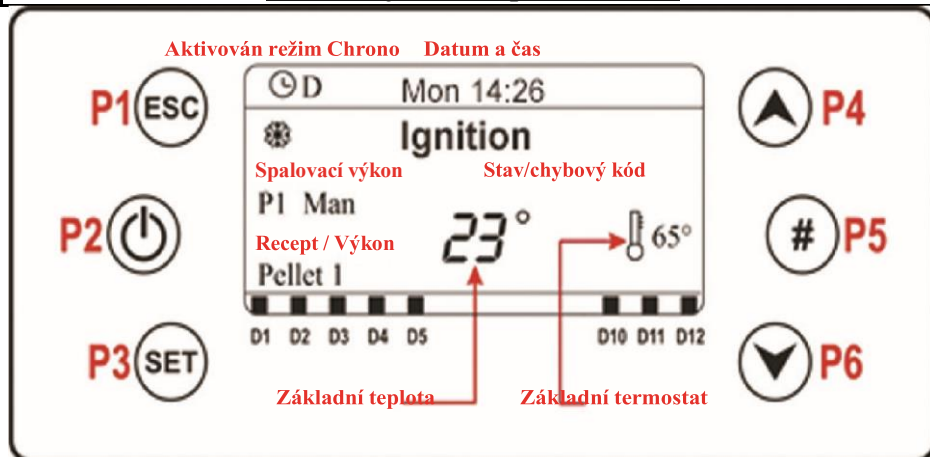 Aktivován režim Chrono Datum a čas
D Mon 14:26
P1 ESC
P4
Ignition
Spalovací výkon Stav/chybový kód
P1 Man
P2
23° 65°
# P5
Recept / Výkon
Pellet 1
D1 D2 D3 D4 D5 D10 D11 D12
P3 SET
P6
Základní teplota Základní termostat